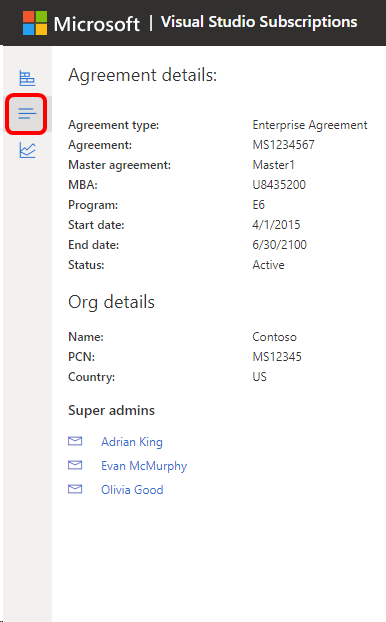 Microsoft | Visual Studio Subscriptions
Agreement details:
Agreement type: Enterprise Agreement
Agreement: MS1234567
Master agreement: Master1
MBA: U8435200
Program: E6
Start date: 4/1/2015
End date: 6/30/2100
Status: Active
Org details
Name: Contoso
PCN: MS12345
Country: US
Super admins
Adrian King
Evan McMurphy
Olivia Good